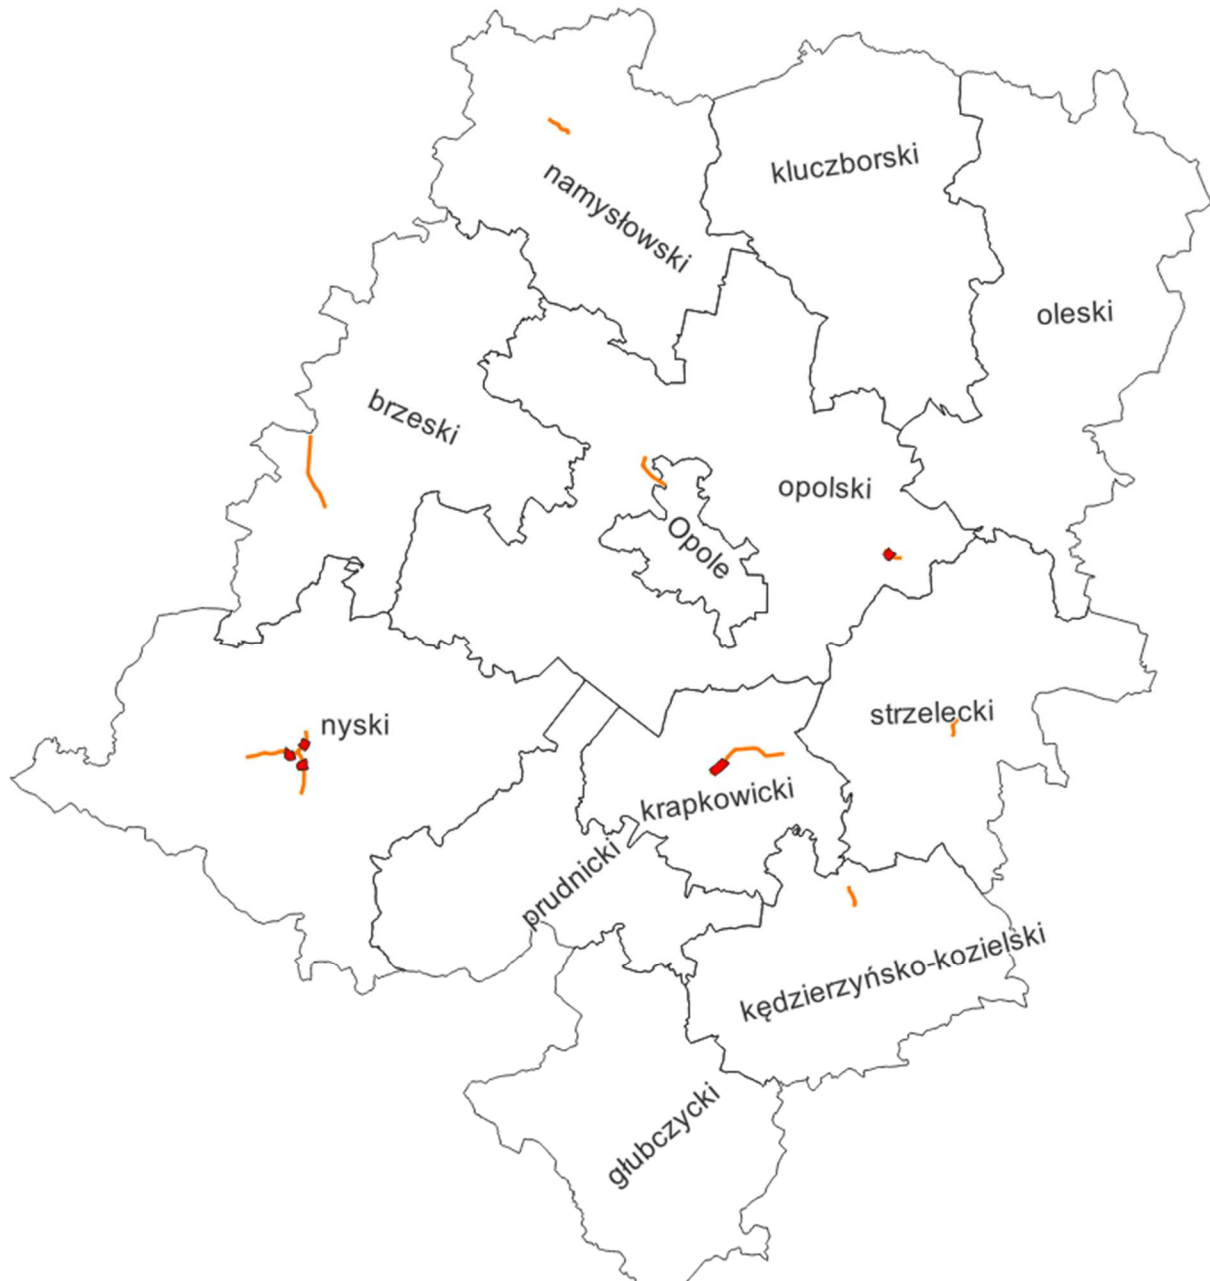 kluczborski
namysłowski
oleski
brzeski
opolski
Opole
strzelecki
nyski
krapkowicki
prudnicki
kędzierzyńsko-kozielski
głubczycki